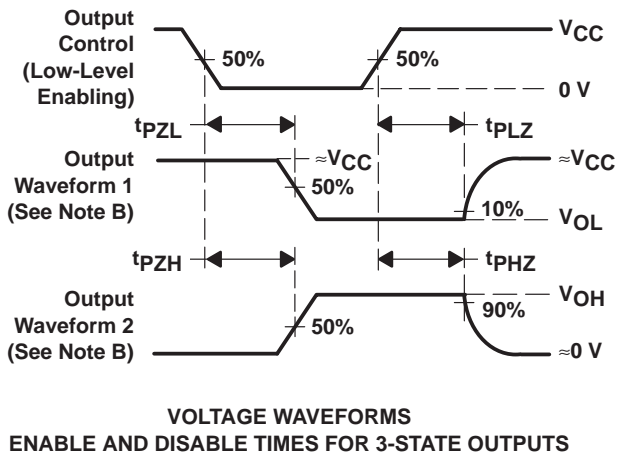 Output
Control
(Low-Level
Enabling)
50%
50%
VCC
0 V
tPZL
tPLZ
Output
Waveform 1
(See Note B)
≈VCC
50%
≈VCC
10%
VOL
tPZH
tPHZ
Output
Waveform 2
(See Note B)
50%
VOH
90%
≈0 V
VOLTAGE WAVEFORMS
ENABLE AND DISABLE TIMES FOR 3-STATE OUTPUTS